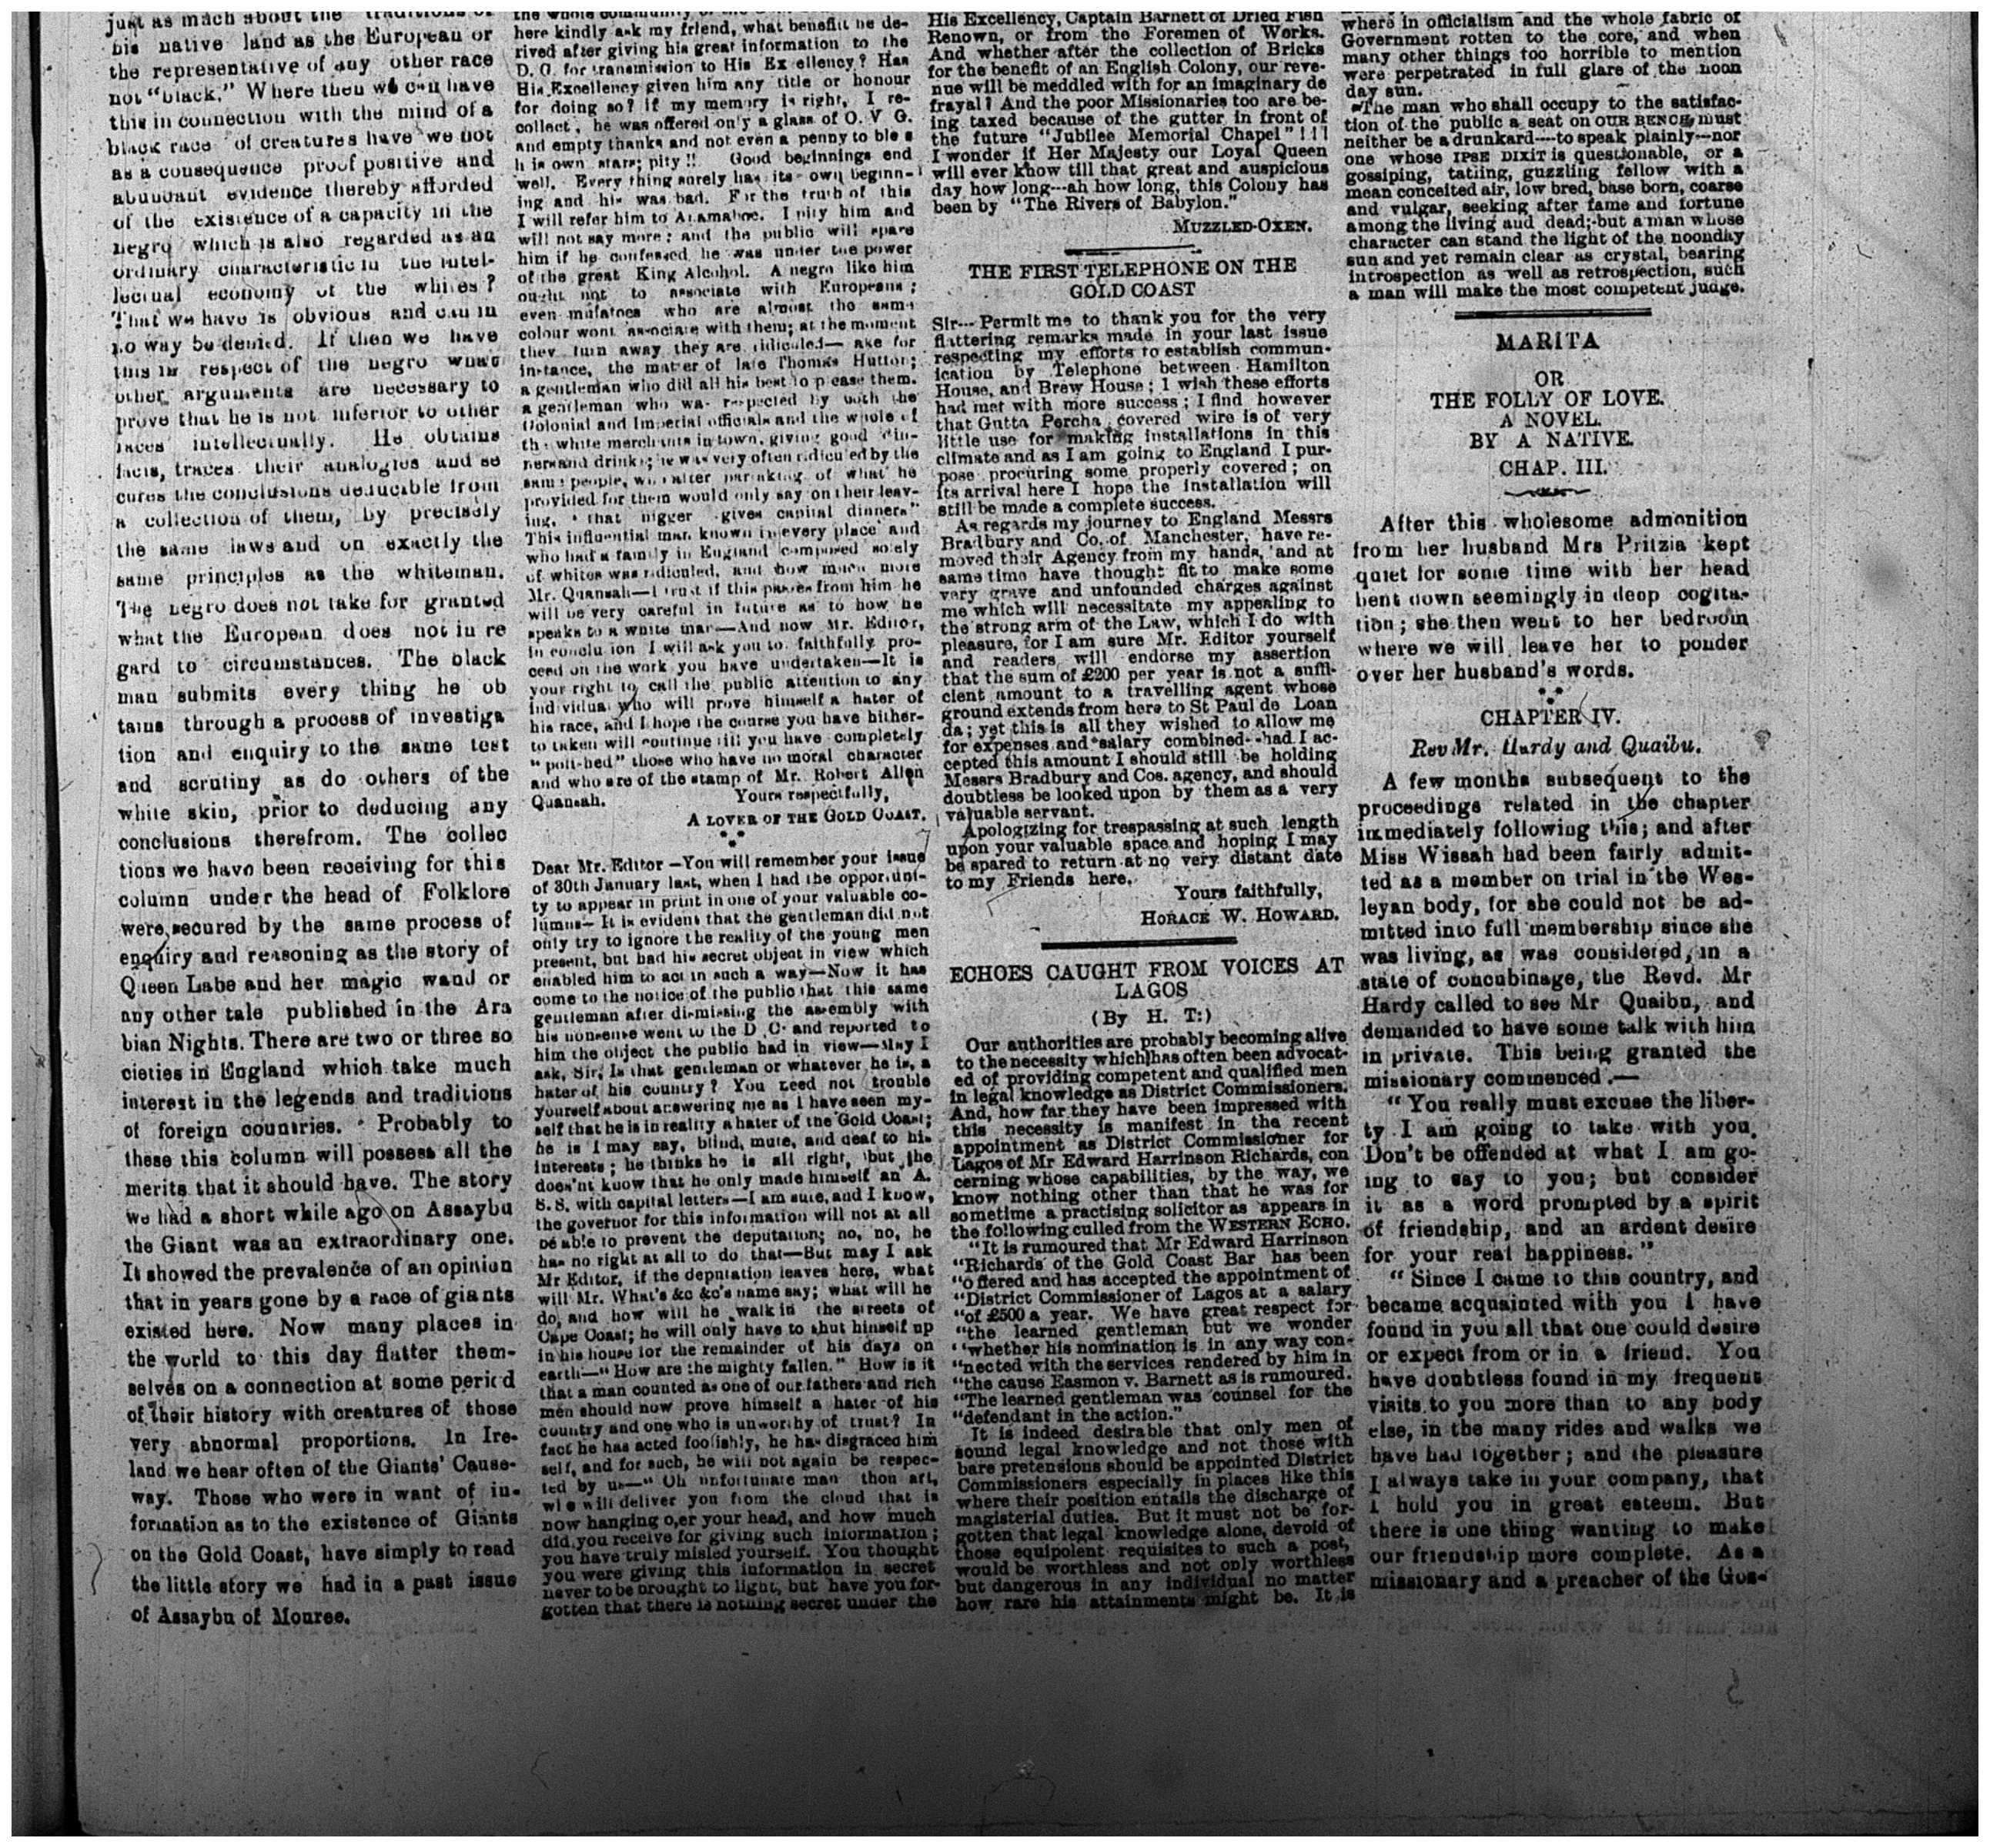 just as much about the traditions of
his native land as the European or
the representative of any other race
not "black." Where then we can have
this in connection with the mind of a
black race of creatures have we not
as a consequence proof positive and
abundant evidence thereby afforded
of the existence of a capacity in the
negro which is also regarded as an
ordinary characteristic in the intel-
lectual economy of the whites?
That we have is obvious and can in
no way be denied. If then we have
this in respect of the negro what
other arguments are necessary to
prove that he is not inferior to other
races intellectually. He obtains
facts, traces their analogies and se
cures the conclusions deducible from
a collection of them, by precisely
the same laws and on exactly the
same principles as the whiteman.
The negro does not take for granted
what the European does not in re
gard to circumstances. The black
man submits every thing he ob
tains through a process of investiga
tion and enquiry to the same test
and scrutiny as do others of the
white skin, prior to deducing any
conclusions therefrom. The collec
tions we have been receiving for this
column under the head of Folklore
were secured by the same process of
enquiry and reasoning as the story of
Queen Labe and her magic wand or
any other tale published in the Ara
bian Nights. There are two or three so
cieties in England which take much
interest in the legends and traditions
of foreign countries. Probably to
these this column will possess all the
merits that it should have. The story
we had a short while ago on Assaybu
the Giant was an extraordinary one.
It showed the prevalence of an opinion
that in years gone by a race of giants
existed here. Now many places in
the world to this day flatter them-
selves on a connection at some period
of their history with creatures of those
very abnormal proportions. In Ire-
land we hear often of the Giants' Cause-
way. Those who were in want of in-
formation as to the existence of Giants
on the Gold Coast, have simply to read
the little story we had in a past issue
of Assaybu of Mouree.
the whole community
here kindly ask my friend, what benefiit he de-
rived after giving his great information to the
D. C. for transmission to His Ex ellency? Has
His Excellency given him any title or honour
for doing so? if my memory is right, I re-
collect, he was offered only a glass of O. V. G.
and empty thanks and not even a penny to bless
his own stars; pity!! Good beginnings end
well. Every thing surely has its own beginn-
ing and his was bad. For the truth of this
I will refer him to Anamaboe. I pity him and
will not say more; and the public will spare
him if he confessed he was under the power
of the great King Alcohol. A negro like him
ought not to associate with Europeans;
even mulatoes who are almost the same
colour wont associate with them; at the moment
they turn away they are ridiculed— take for
instance, the matter of late Thomas Hutton;
a gentleman who did all his best to please them.
a gentleman who was respected by both the
Colonial and Imperial officials and the whole of
the white merchants in town, giving good din-
ners and drinks; he was very often ridiculed by the
same people, who after partaking of what he
provided for them would only say on their leav-
ing, "that nigger gives capital dinners"
This influential man, known in every place and
who had a family in England composed solely
of whites was ridiculed, and how much more
Mr. Quansah—I trust if this passes from him he
will be very careful in future as to how he
speaks to a white man—And now Mr. Editor,
in conclusion I will ask you to faithfully pro-
ceed on the work you have undertaken—It is
your right to call the public attention to any
individual who will prove himself a hater of
his race, and I hope the course you have hither-
to taken will continue till you have completely
"polished" those who have no moral character
and who are of the stamp of Mr. Robert Allen
Quansah. Yours respectfully,
A LOVER OF THE GOLD COAST.
Dear Mr. Editor—You will remember your issue
of 30th January last, when I had the opportuni-
ty to appear in print in one of your valuable co-
lumns— It is evident that the gentleman did not
only try to ignore the reality of the young men
present, but had his secret object in view which
enabled him to act in such a way—Now it has
come to the notice of the public that this same
gentleman after dismissing the assembly with
his nonsense went to the D. C. and reported to
him the object the public had in view—May I
ask, Sir, Is that gentleman or whatever he is, a
hater of his country? You need not trouble
yourself about answering me as I have seen my-
self that he is in reality a hater of the Gold Coast;
he is I may say, blind, mute, and deaf to his
interests; he thinks he is all right, but the
does'nt know that he only made himself an A.
S. S. with capital letters—I am sure, and I know,
the governor for this information will not at all
be able to prevent the deputation; no, no, he
has no right at all to do that—But may I ask
Mr Editor, if the deputation leaves here, what
will Mr. What's &c &c's name say; what will he
do, and how will he walk in the streets of
Cape Coast; he will only have to shut himself up
in his house for the remainder of his days on
earth—"How are the mighty fallen." How is it
that a man counted as one of our fathers and rich
men should now prove himself a hater of his
country and one who is unworthy of trust? In
fact he has acted foolishly, he has disgraced him
self, and for such, he will not again be respec-
ted by us—"Oh unfortunate man thou art,
who will deliver you from the cloud that is
now hanging o,er your head, and how much
did you receive for giving such information;
you have truly misled yourself. You thought
you were giving this information in secret
never to be brought to light, but have you for-
gotten that there is nothing secret under the
His Excellency, Captain Barnett of Dried Fish
Renown, or from the Foremen of Works.
And whether after the collection of Bricks
for the benefit of an English Colony, our reve-
nue will be meddled with for an imaginary de
frayal? And the poor Missionaries too are be-
ing taxed because of the gutter in front of
the future "Jubilee Memorial Chapel"!!!
I wonder if Her Majesty our Loyal Queen
will ever know till that great and auspicious
day how long---ah how long, this Colony has
been by "The Rivers of Babylon."
MUZZLED-OXEN.
THE FIRST TELEPHONE ON THE
GOLD COAST
Sir--- Permit me to thank you for the very
flattering remarks made in your last issue
respecting my efforts to establish commun-
ication by Telephone between Hamilton
House, and Brew House; I wish these efforts
had met with more success; I find however
that Gutta Percha covered wire is of very
little use for making installations in this
climate and as I am going to England I pur-
pose procuring some properly covered; on
its arrival here I hope the installation will
still be made a complete success.
As regards my journey to England Messrs
Bradbury and Co. of Manchester, have re-
moved their Agency from my hands, and at
same time have thought fit to make some
very grave and unfounded charges against
me which will necessitate my appealing to
the strong arm of the Law, which I do with
pleasure, for I am sure Mr. Editor yourself
and readers will endorse my assertion
that the sum of £200 per year is not a suffi-
cient amount to a travelling agent whose
ground extends from here to St Paul de Loan
da; yet this is all they wished to allow me
for expenses and salary combined--had I ac-
cepted this amount I should still be holding
Messrs Bradbury and Cos. agency, and should
doubtless be looked upon by them as a very
valuable servant.
Apologizing for trespassing at such length
upon your valuable space and hoping I may
be spared to return at no very distant date
to my Friends here.
Yours faithfully,
HORACE W. HOWARD.
ECHOES CAUGHT FROM VOICES AT
LAGOS
(By H. T:)
Our authorities are probably becoming alive
to the necessity which has often been advocat-
ed of providing competent and qualified men
in legal knowledge as District Commissioners.
And, how far they have been impressed with
this necessity is manifest in the recent
appointment as District Commissioner for
Lagos of Mr Edward Harrinson Richards, con
cerning whose capabilities, by the way, we
know nothing other than that he was for
sometime a practising solicitor as appears in
the following culled from the WESTERN ECHO.
"It is rumoured that Mr Edward Harrinson
"Richards of the Gold Coast Bar has been
"offered and has accepted the appointment of
"District Commissioner of Lagos at a salary
"of £500 a year. We have great respect for
"the learned gentleman but we wonder
"whether his nomination is in any way con-
"nected with the services rendered by him in
"the cause Easmon v. Barnett as is rumoured.
"The learned gentleman was counsel for the
"defendant in the action."
It is indeed desirable that only men of
sound legal knowledge and not those with
bare pretensions should be appointed District
Commissioners especially in places like this
where their position entails the discharge of
magisterial duties. But it must not be for-
gotten that legal knowledge alone, devoid of
those equipolent requisites to such a post,
would be worthless and not only worthless
but dangerous in any individual no matter
how rare his attainments might be. It is
where in officialism and the whole fabric of
Government rotten to the core, and when
many other things too horrible to mention
were perpetrated in full glare of the noon
day sun.
The man who shall occupy to the satisfac-
tion of the public a seat on OUR BENCH, must
neither be a drunkard----to speak plainly--nor
one whose IPSE DIXIT is questionable, or a
gossiping, tatling, guzzling fellow with a
mean conceited air, low bred, base born, coarse
and vulgar, seeking after fame and fortune
among the living and dead; but a man whose
character can stand the light of the noonday
sun and yet remain clear as crystal, bearing
introspection as well as retrospection, such
a man will make the most competent judge.
MARITA
OR
THE FOLLY OF LOVE.
A NOVEL.
BY A NATIVE.
CHAP. III.
After this wholesome admonition
from her husband Mrs Pritzia kept
quiet for some time with her head
bent down seemingly in deep cogita-
tion; she then went to her bedroom
where we will leave her to ponder
over her husband's words.
CHAPTER IV.
Rev Mr. Hardy and Quaibu.
A few months subsequent to the
proceedings related in the chapter
immediately following this; and after
Miss Wissah had been fairly admit-
ted as a member on trial in the Wes-
leyan body, for she could not be ad-
mitted into full membership since she
was living, as was considered, in a
state of concubinage, the Revd. Mr
Hardy called to see Mr Quaibu, and
demanded to have some talk with him
in private. This being granted the
missionary commenced.—
"You really must excuse the liber-
ty I am going to take with you.
Don't be offended at what I am go-
ing to say to you; but consider
it as a word prompted by a spirit
of friendship, and an ardent desire
for your real happiness."
"Since I came to this country, and
became acquainted with you I have
found in you all that one could desire
or expect from or in a friend. You
have doubtless found in my frequent
visits to you more than to any body
else, in the many rides and walks we
have had together; and the pleasure
I always take in your company, that
I hold you in great esteem. But
there is one thing wanting to make
our friendship more complete. As a
missionary and a preacher of the Gos-